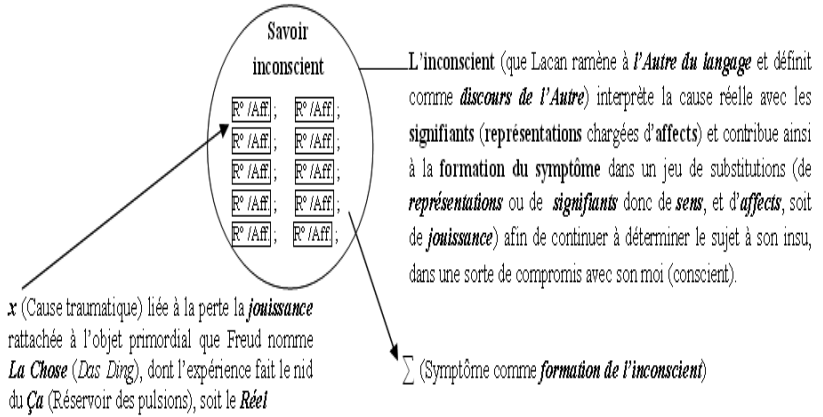 Savoir
inconscient
R° /Aff ; R° /Aff ;
R° /Aff ; R° /Aff ;
R° /Aff ; R° /Aff ;
R° /Aff ; R° /Aff ;
R° /Aff ; R° /Aff ;
L’inconscient (que Lacan ramène à l’Autre du langage et définit
comme discours de l’Autre) interprète la cause réelle avec les
signifiants (représentations chargées d’affects) et contribue ainsi
à la formation du symptôme dans un jeu de substitutions (de
représentations ou de signifiants donc de sens, et d’affects, soit
de jouissance) afin de continuer à déterminer le sujet à son insu,
dans une sorte de compromis avec son moi (conscient).
x (Cause traumatique) liée à la perte la jouissance
rattachée à l’objet primordial que Freud nomme
La Chose (Das Ding), dont l’expérience fait le nid
du Ça (Réservoir des pulsions), soit le Réel
∑ (Symptôme comme formation de l’inconscient)